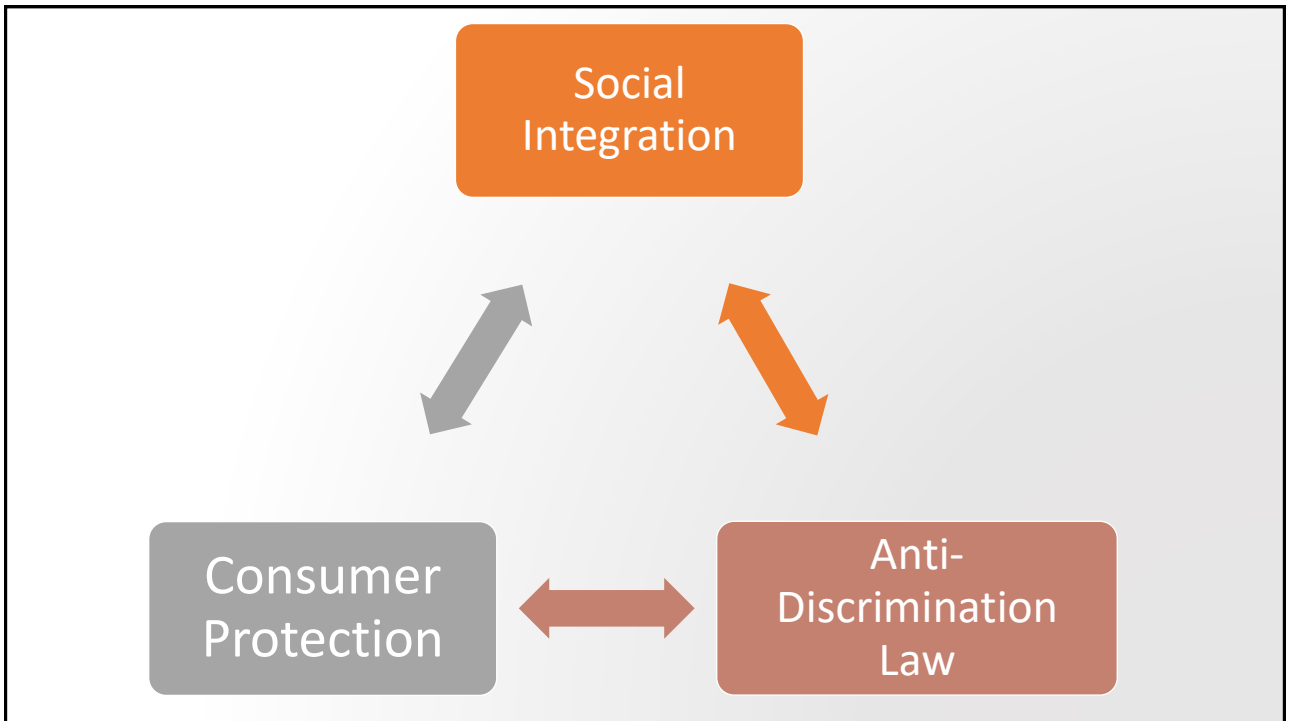 Social
Integration
Consumer
Protection
Anti-
Discrimination
Law